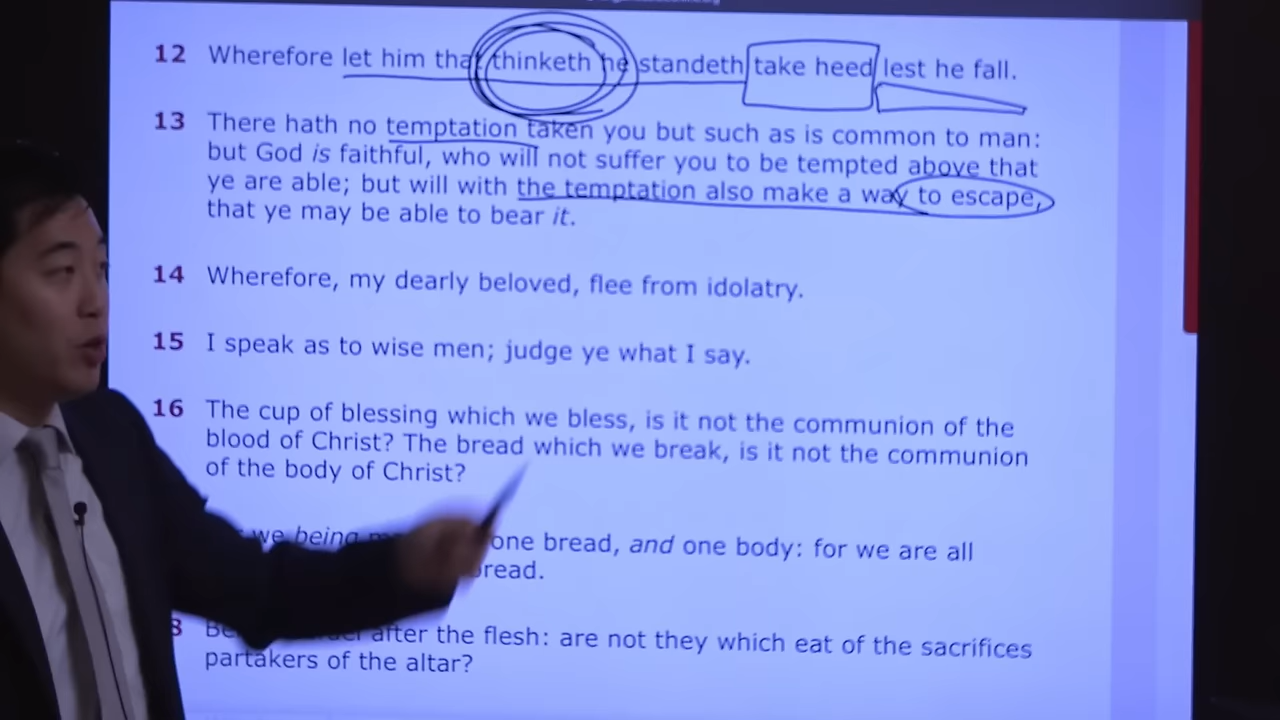 12 Wherefore let him that thinketh he standeth take heed lest he fall.
13 There hath no temptation taken you but such as is common to man:
but God is faithful, who will not suffer you to be tempted above that
ye are able; but will with the temptation also make a way to escape,
that ye may be able to bear it.
14 Wherefore, my dearly beloved, flee from idolatry.
15 I speak as to wise men; judge ye what I say.
16 The cup of blessing which we bless, is it not the communion of the
blood of Christ? The bread which we break, is it not the communion
of the body of Christ?
we being one bread, and one body: for we are all
bread.
after the flesh: are not they which eat of the sacrifices
partakers of the altar?